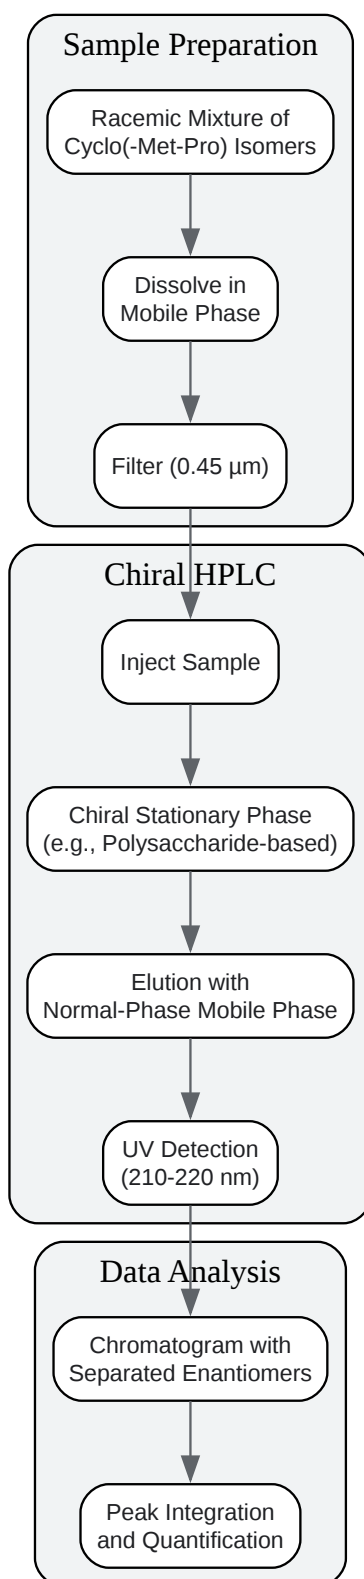 Sample Preparation
Racemic Mixture of
Cyclo(-Met-Pro) Isomers
Dissolve in
Mobile Phase
Filter (0.45 µm)
Chiral HPLC
Inject Sample
Chiral Stationary Phase
(e.g., Polysaccharide-based)
Elution with
Normal-Phase Mobile Phase
UV Detection
(210-220 nm)
Data Analysis
Chromatogram with
Separated Enantiomers
Peak Integration
and Quantification